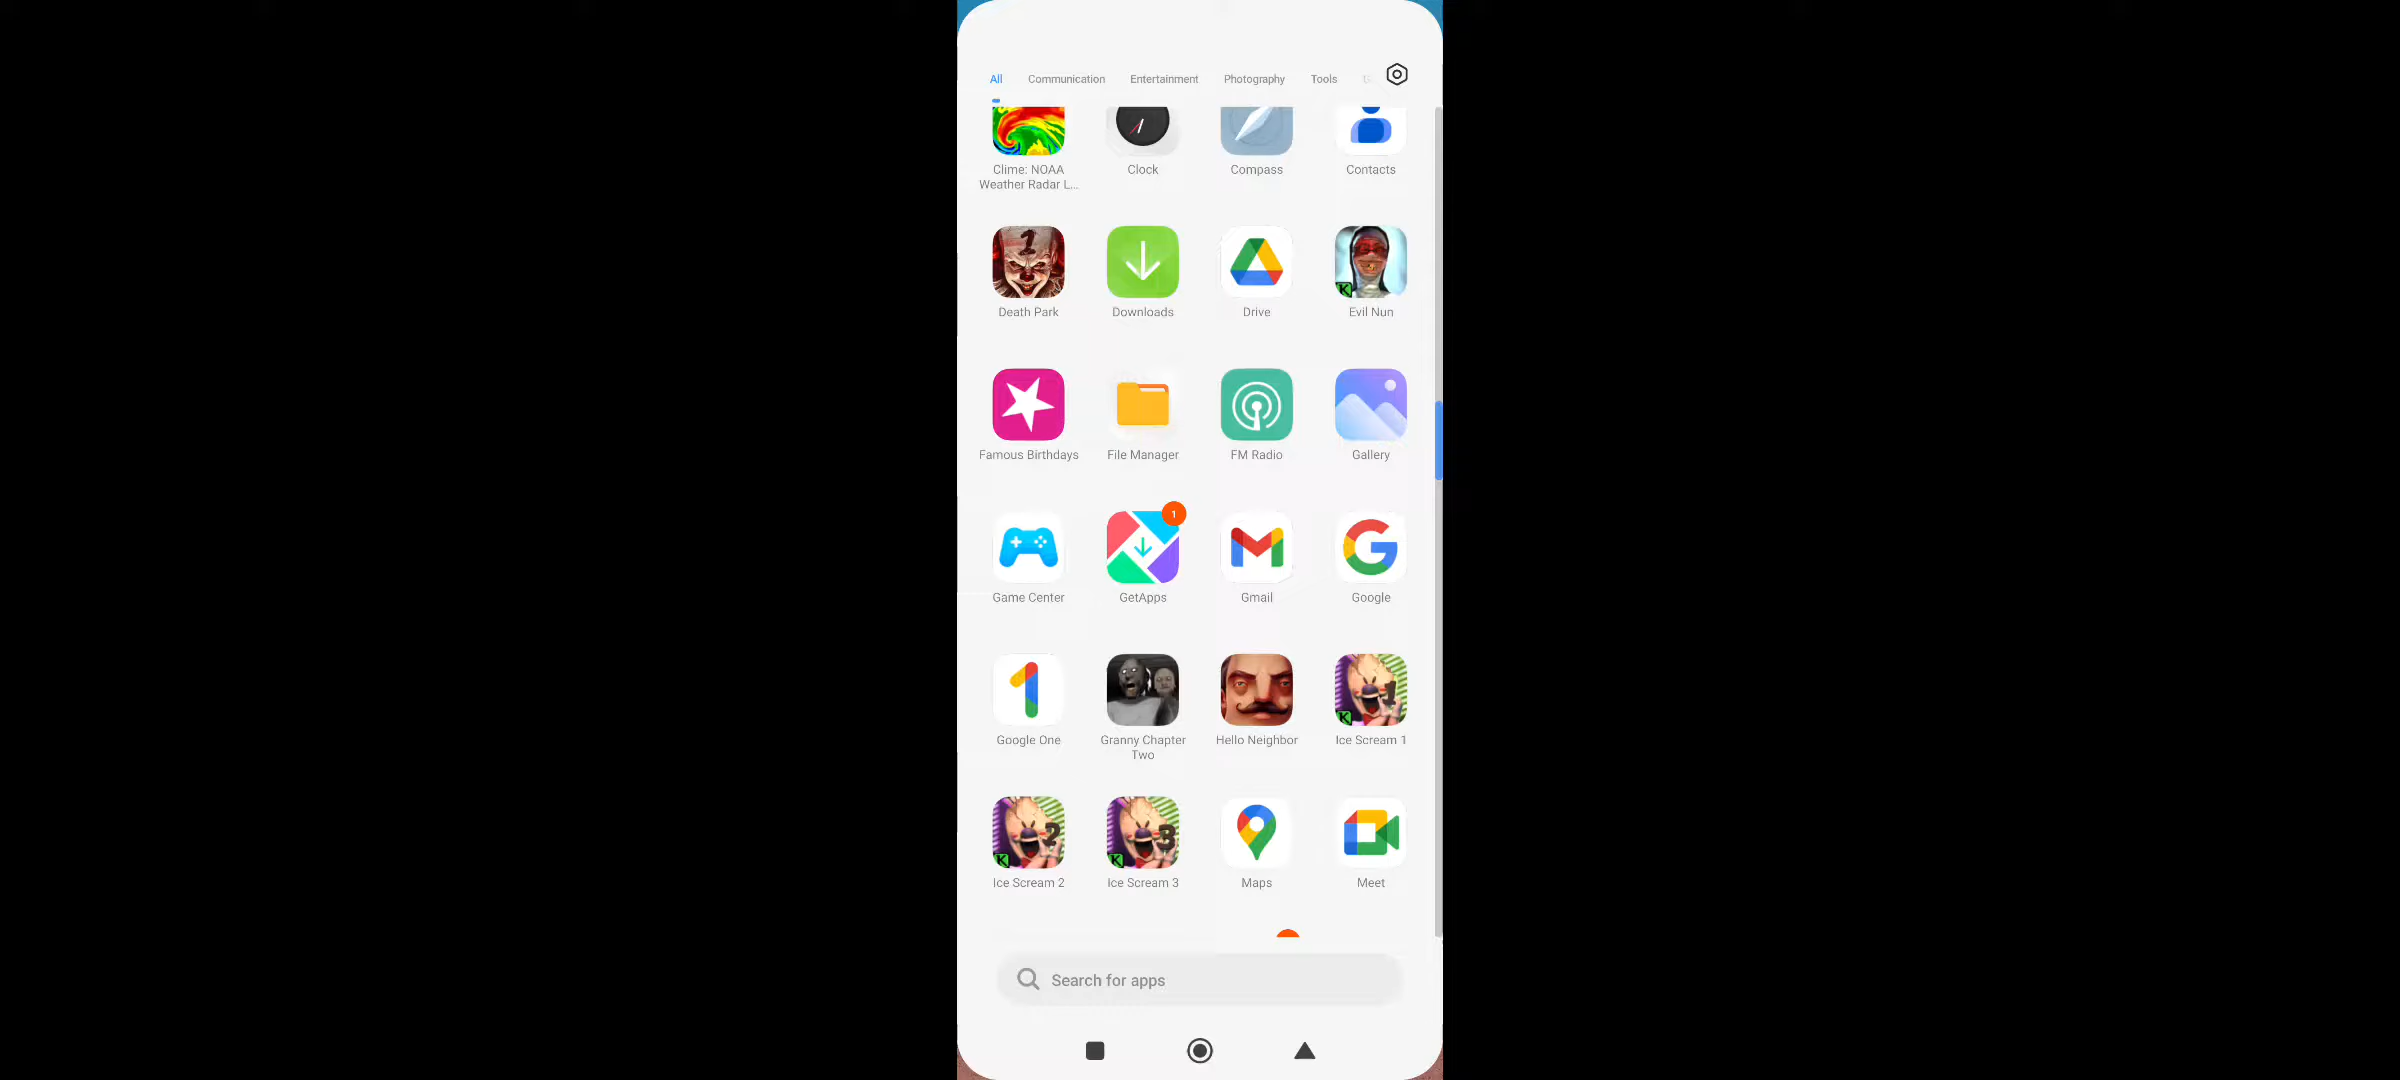 All Communication Entertainment Photography Tools
Clime: NOAA Weather Radar L...
Clock
Compass
Contacts
Death Park
Downloads
Drive
Evil Nun
Famous Birthdays
File Manager
FM Radio
Gallery
1
Game Center
GetApps
Gmail
Google
Google One
Granny Chapter Two
Hello Neighbor
Ice Scream 1
Ice Scream 2
Ice Scream 3
Maps
Meet
Search for apps